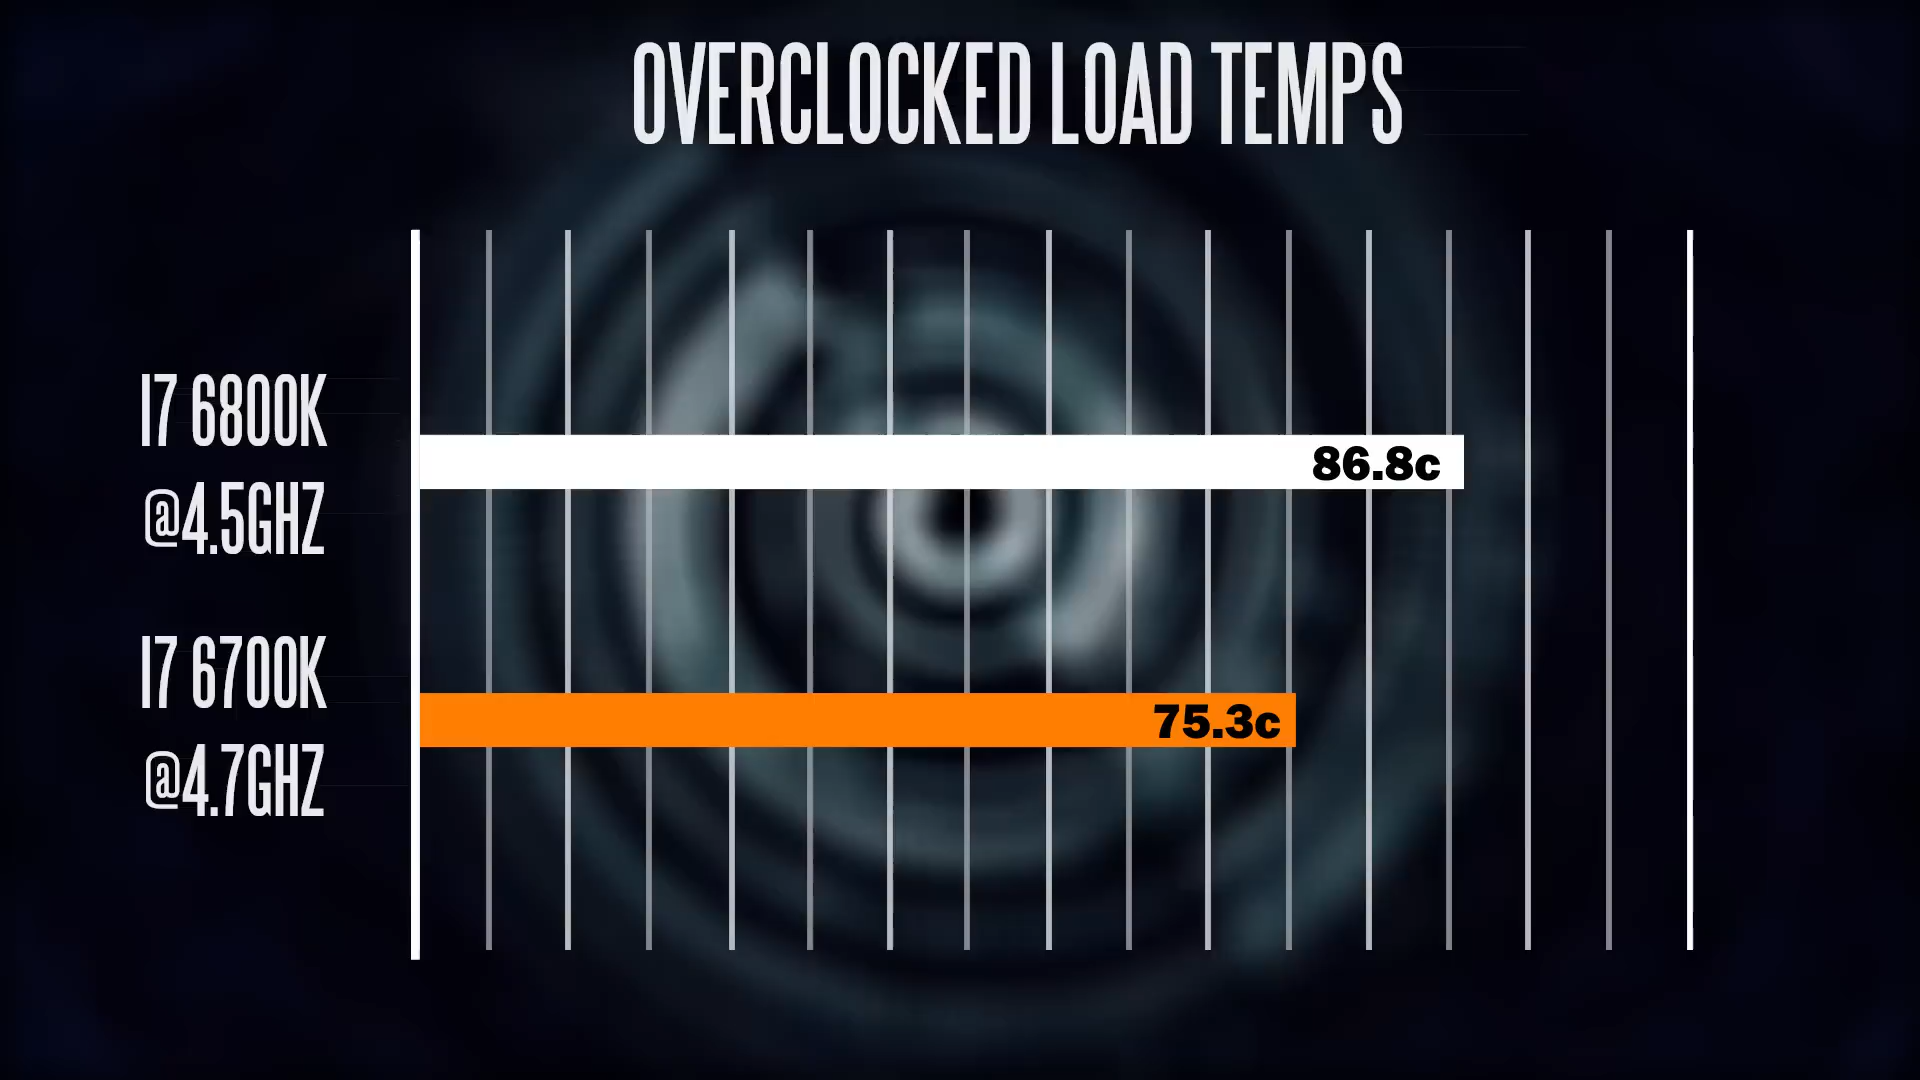 OVERCLOCKED LOAD TEMPS
I7 6800K
@4.5GHZ
86.8c
I7 6700K
@4.7GHZ
75.3c